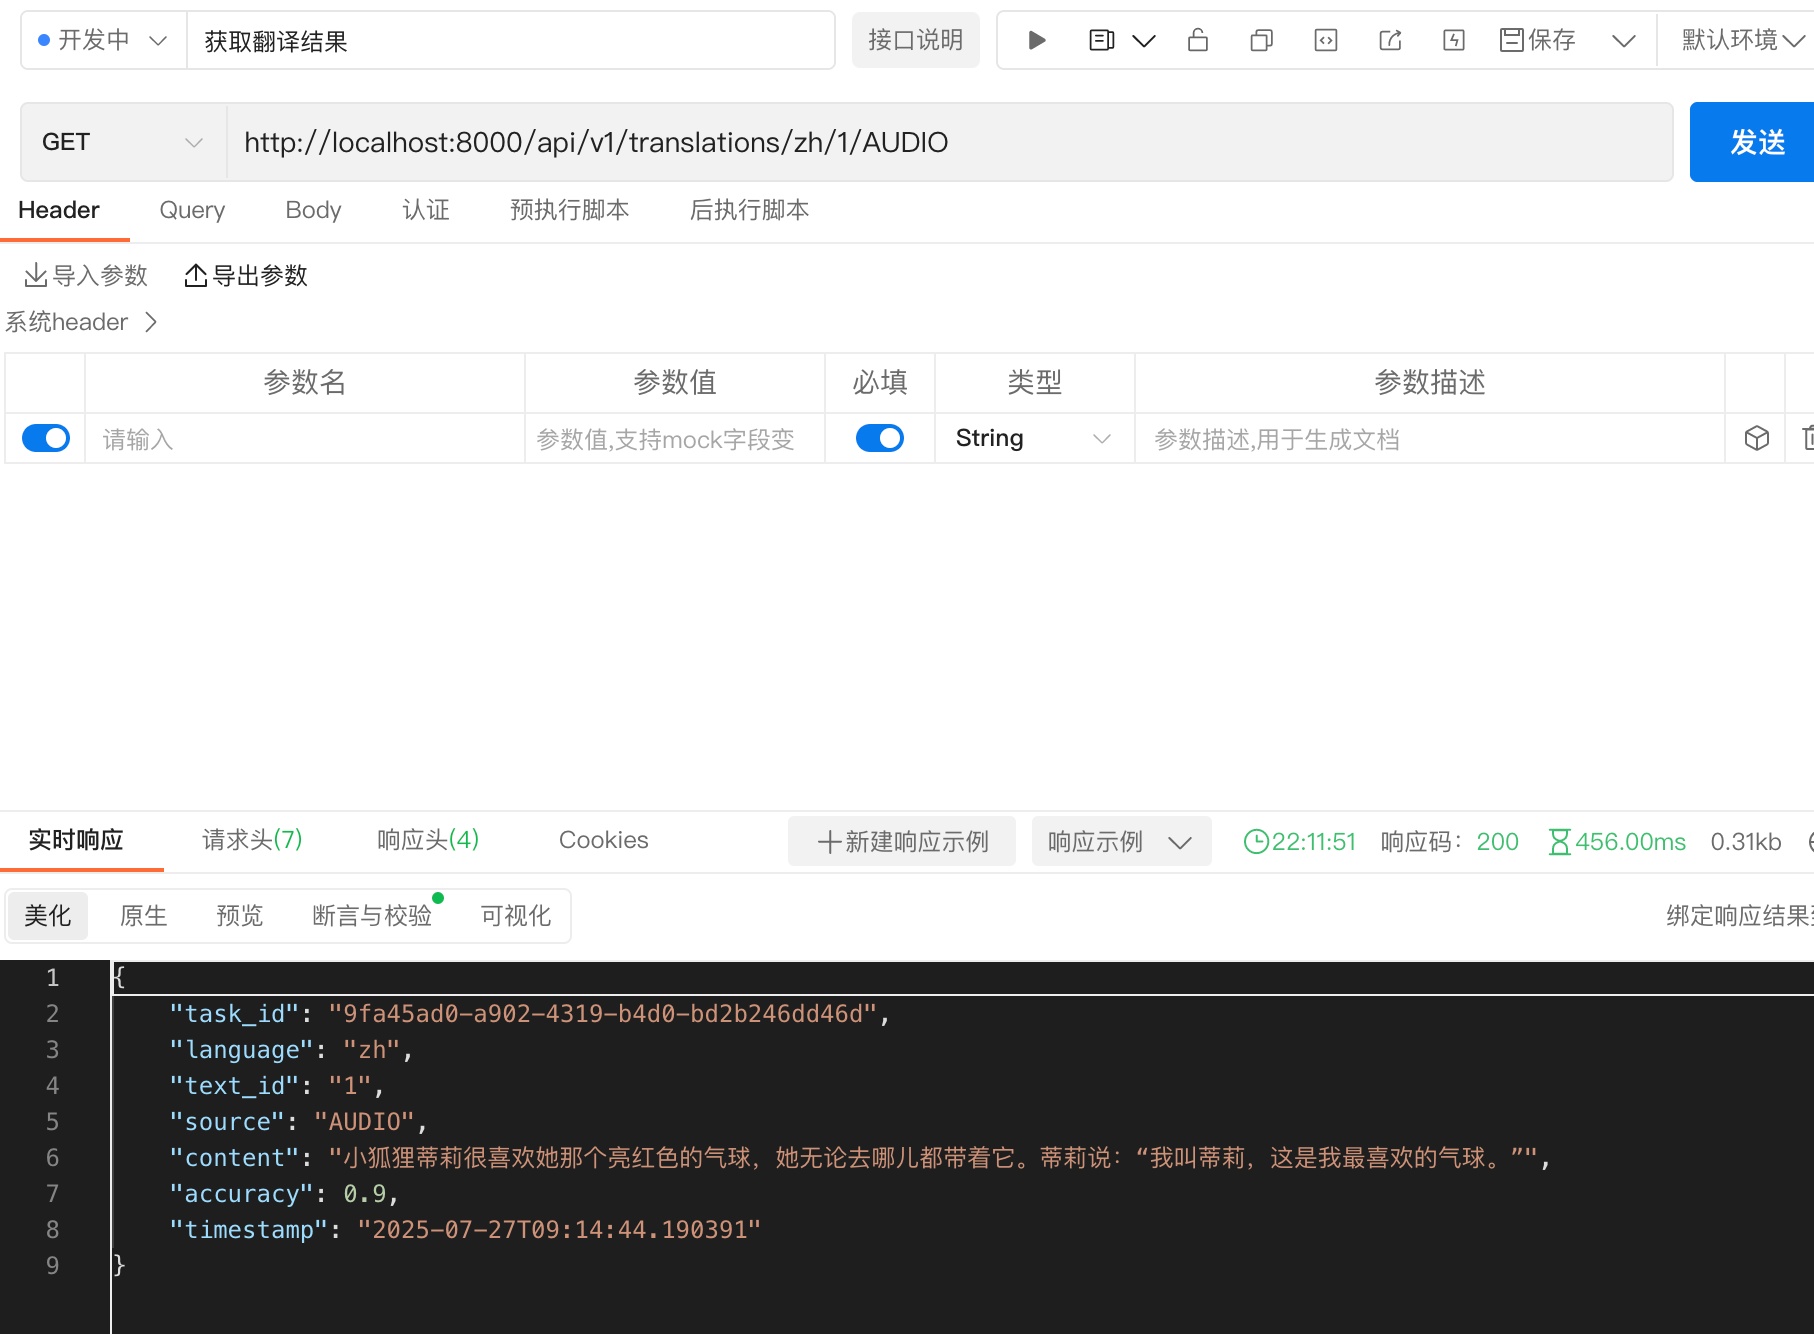 开发中 获取翻译结果 接口说明 保存 默认环境
GET http://localhost:8000/api/v1/translations/zh/1/AUDIO 发送
Header Query Body 认证 预执行脚本 后执行脚本
导入参数 导出参数
系统header
参数名 参数值 必填 类型 参数描述
请输入 参数值,支持mock字段变 String 参数描述,用于生成文档
实时响应 请求头(7) 响应头(4) Cookies 新建响应示例 响应示例 22:11:51 响应码： 200 456.00ms 0.31kb
美化 原生 预览 断言与校验 可视化 绑定响应结果
1 {
2 "task_id": "9fa45ad0-a902-4319-b4d0-bd2b246dd46d",
3 "language": "zh",
4 "text_id": "1",
5 "source": "AUDIO",
6 "content": "小狐狸蒂莉很喜欢她那个亮红色的气球，她无论去哪儿都带着它。蒂莉说：“我叫蒂莉，这是我最喜欢的气球。”",
7 "accuracy": 0.9,
8 "timestamp": "2025-07-27T09:14:44.190391"
9 }